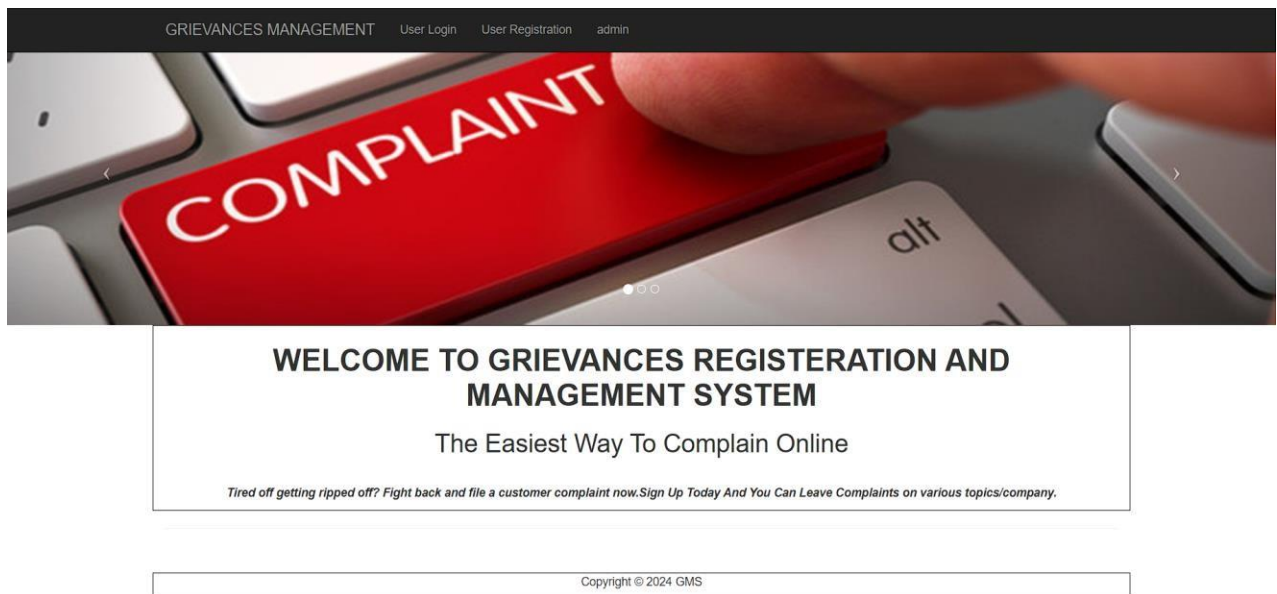 GRIEVANCES MANAGEMENT User Login User Registration admin
COMPLAINT
alt
WELCOME TO GRIEVANCES REGISTERATION AND
MANAGEMENT SYSTEM
The Easiest Way To Complain Online
Tired off getting ripped off? Fight back and file a customer complaint now.Sign Up Today And You Can Leave Complaints on various topics/company.
Copyright © 2024 GMS